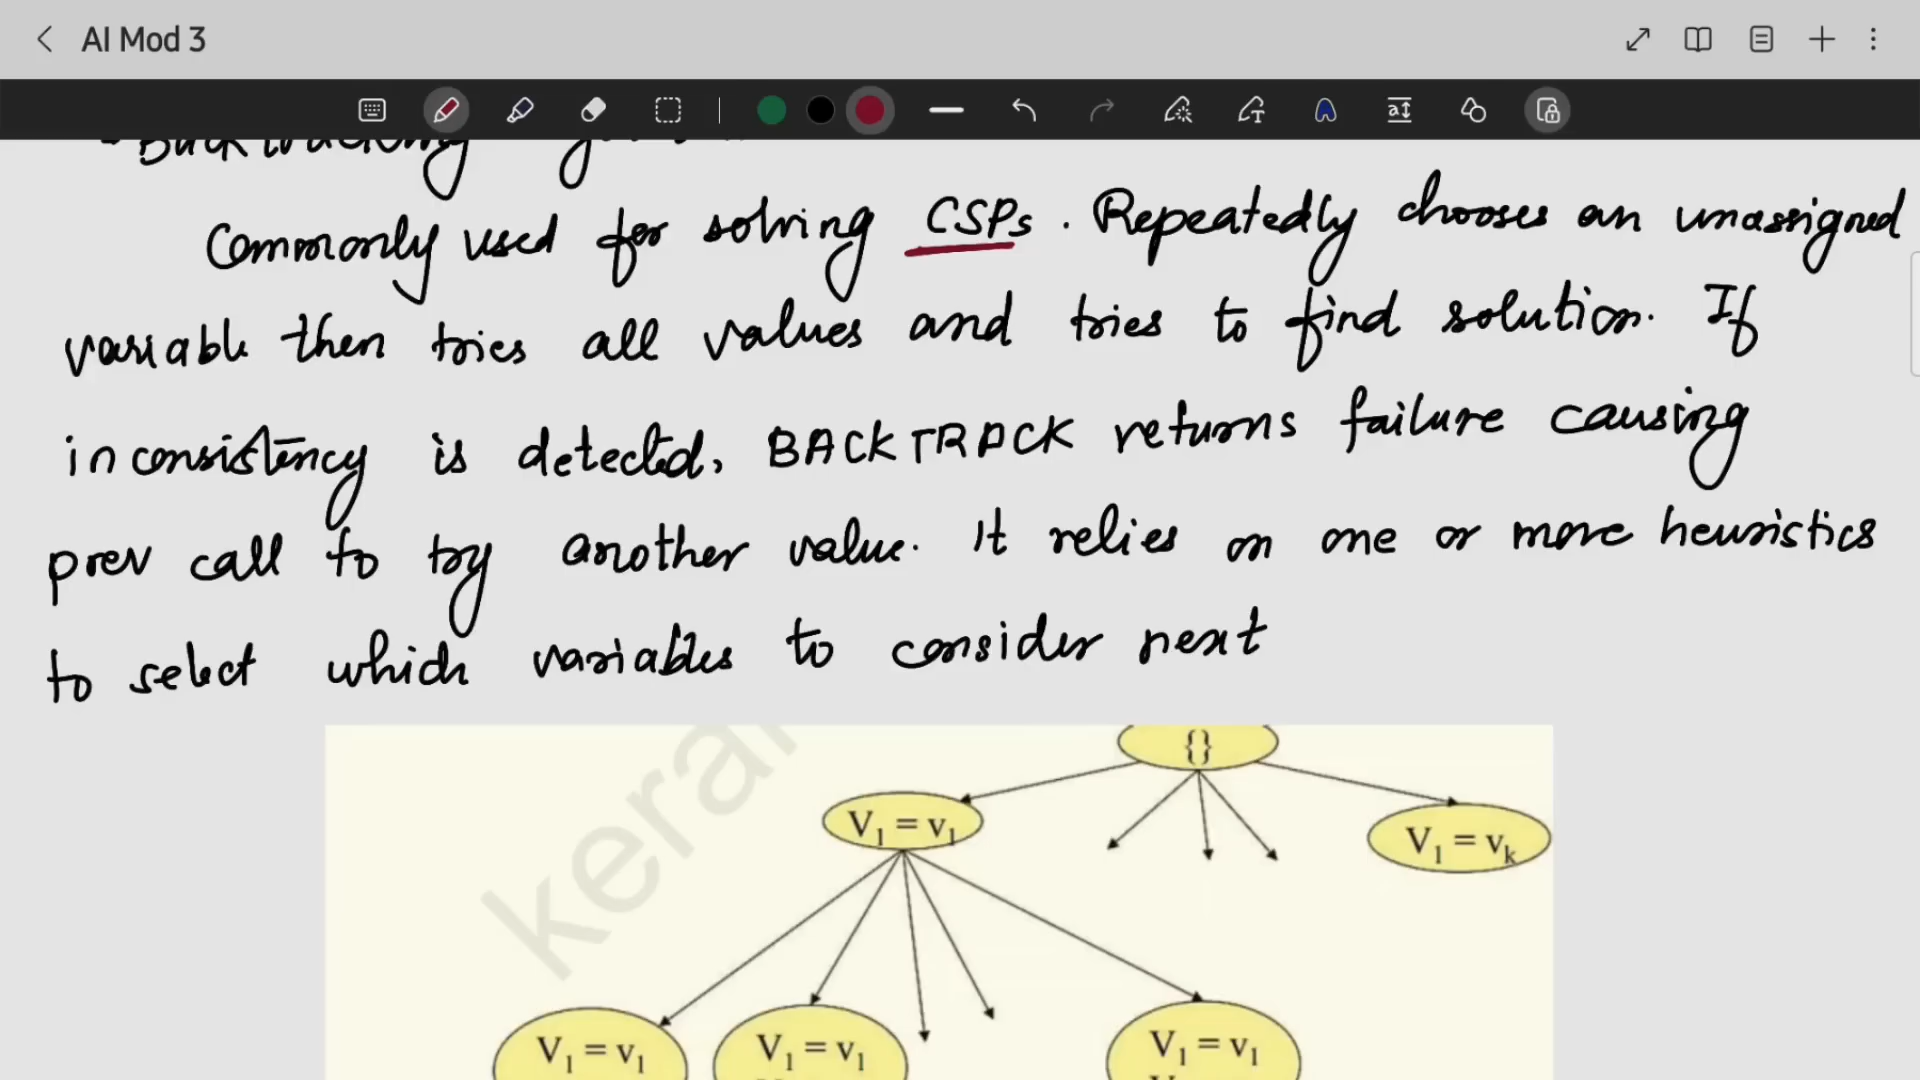 AI Mod 3
Backtracking
Commonly used for solving CSPs. Repeatedly chooses an unassigned
variable then tries all values and tries to find solution. If
inconsistency is detected, BACKTRACK returns failure causing
prev call to try another value. It relies on one or more heuristics
to select which variables to consider next
{}
V1 = v1
V1 = vk
V1 = v1
V1 = v1
V1 = v1